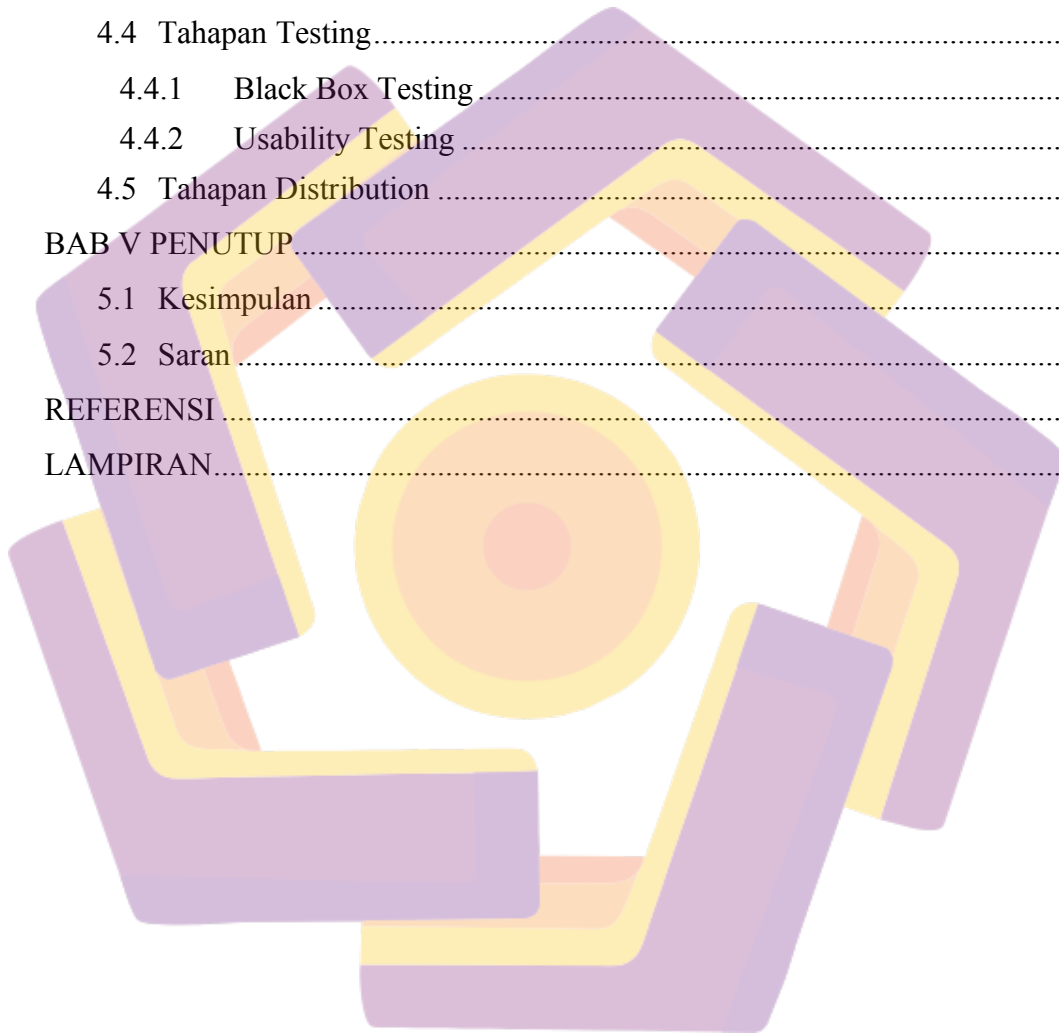 4.4 Tahapan Testing....................................................................................................
4.4.1 Black Box Testing....................................................................................
4.4.2 Usability Testing......................................................................................
4.5 Tahapan Distribution.........................................................................................
BAB V PENUTUP.............................................................................................................
5.1 Kesimpulan..........................................................................................................
5.2 Saran......................................................................................................................
REFERENSI........................................................................................................................
LAMPIRAN.........................................................................................................................